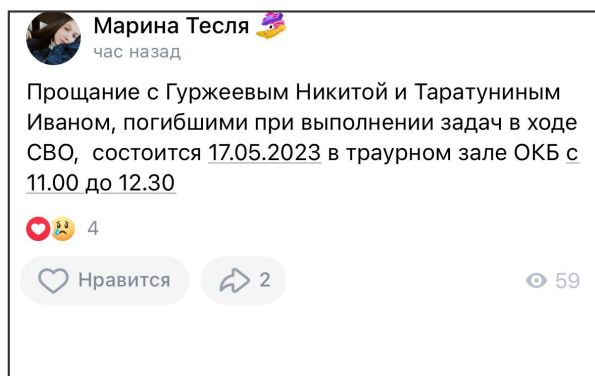 Марина Тесля
час назад
Прощание с Гуржеевым Никитой и Таратуниным
Иваном, погибшими при выполнении задач в ходе
СВО,  состоится 17.05.2023 в траурном зале ОКБ с
11.00 до 12.30
4
Нравится
2
59